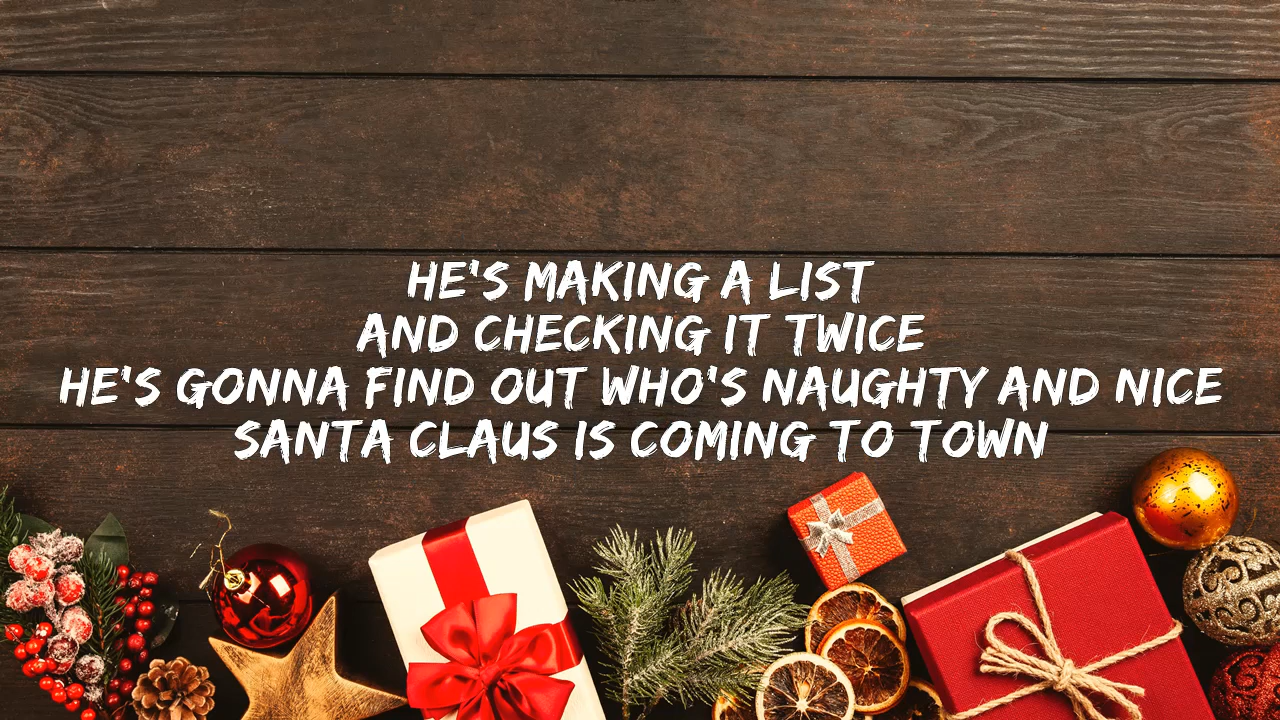 HE'S MAKING A LIST
AND CHECKING IT TWICE
HE'S GONNA FIND OUT WHO'S NAUGHTY AND NICE
SANTA CLAUS IS COMING TO TOWN